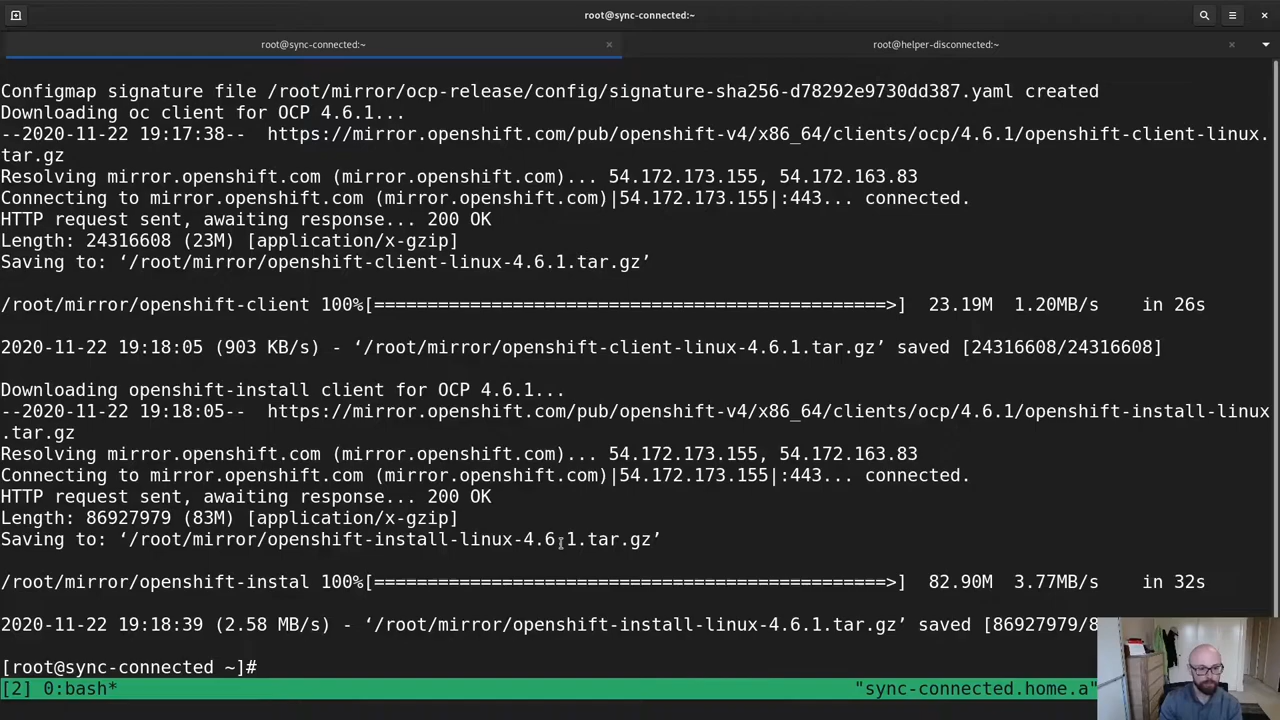 root@sync-connected:~
root@sync-connected:~
root@helper-disconnected:~
Configmap signature file /root/mirror/ocp-release/config/signature-sha256-d78292e9730dd387.yaml created
Downloading oc client for OCP 4.6.1...
--2020-11-22 19:17:38--  https://mirror.openshift.com/pub/openshift-v4/x86_64/clients/ocp/4.6.1/openshift-client-linux.
tar.gz
Resolving mirror.openshift.com (mirror.openshift.com)... 54.172.173.155, 54.172.163.83
Connecting to mirror.openshift.com (mirror.openshift.com)|54.172.173.155|:443... connected.
HTTP request sent, awaiting response... 200 OK
Length: 24316608 (23M) [application/x-gzip]
Saving to: ‘/root/mirror/openshift-client-linux-4.6.1.tar.gz’
/root/mirror/openshift-client 100%[================================================>]  23.19M  1.20MB/s    in 26s
2020-11-22 19:18:05 (903 KB/s) - ‘/root/mirror/openshift-client-linux-4.6.1.tar.gz’ saved [24316608/24316608]
Downloading openshift-install client for OCP 4.6.1...
--2020-11-22 19:18:05--  https://mirror.openshift.com/pub/openshift-v4/x86_64/clients/ocp/4.6.1/openshift-install-linux
.tar.gz
Resolving mirror.openshift.com (mirror.openshift.com)... 54.172.173.155, 54.172.163.83
Connecting to mirror.openshift.com (mirror.openshift.com)|54.172.173.155|:443... connected.
HTTP request sent, awaiting response... 200 OK
Length: 86927979 (83M) [application/x-gzip]
Saving to: ‘/root/mirror/openshift-install-linux-4.6.1.tar.gz’
/root/mirror/openshift-instal 100%[================================================>]  82.90M  3.77MB/s    in 32s
2020-11-22 19:18:39 (2.58 MB/s) - ‘/root/mirror/openshift-install-linux-4.6.1.tar.gz’ saved [86927979/8
[root@sync-connected ~]#
[2] 0:bash* "sync-connected.home.a"